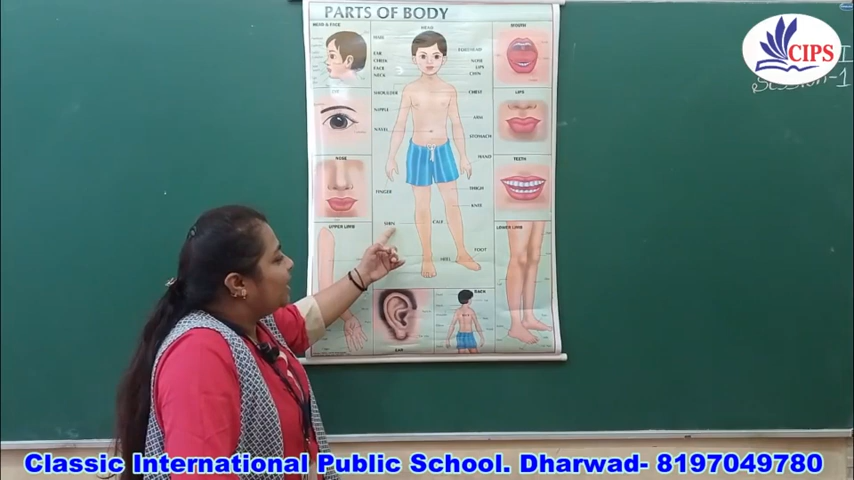 PARTS OF BODY
HEAD & FACE
HEAD
MOUTH
HAIR
FOREHEAD
EAR
NOSE
CHEEK
LIPS
FACE
CHIN
NECK
EYE
SHOULDER
CHEST
LIPS
NIPPLE
ARM
NAVEL
STOMACH
NOSE
HAND
TEETH
FINGER
THIGH
KNEE
UPPER LIMB
SHIN
CALF
LOWER LIMB
FOOT
HEEL
BACK
EAR
CIPS
Session-1
Classic International Public School. Dharwad- 8197049780